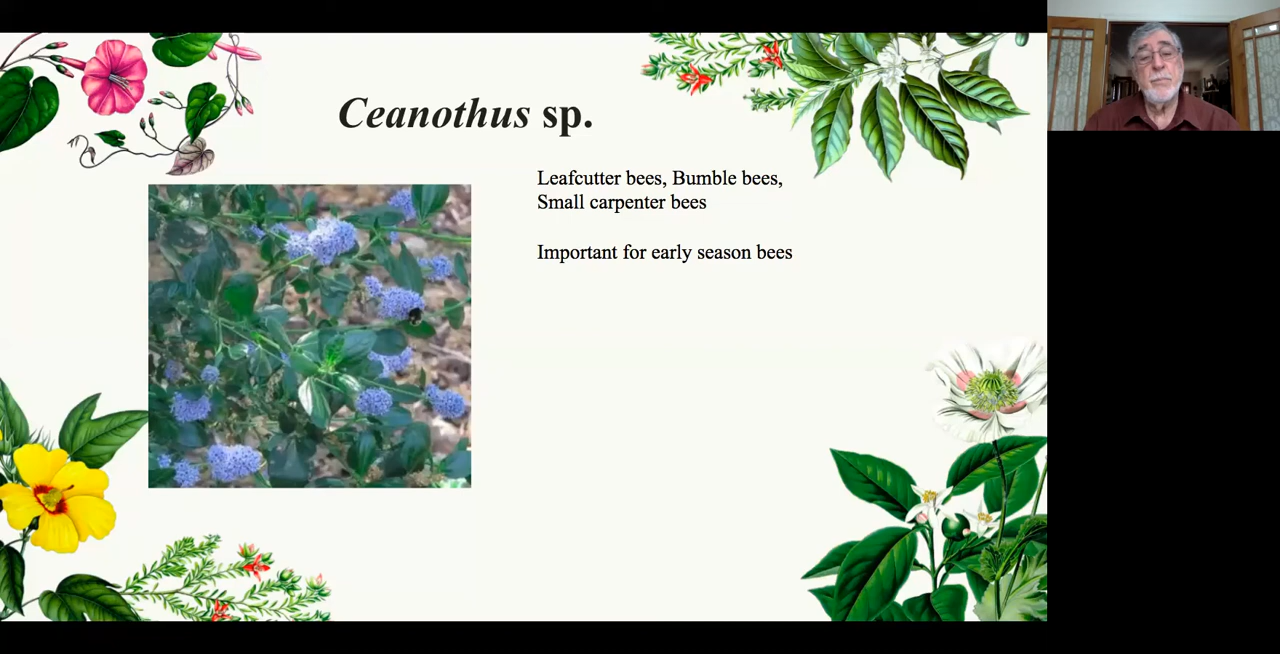 Ceanothus sp.
Leafcutter bees, Bumble bees,
Small carpenter bees
Important for early season bees